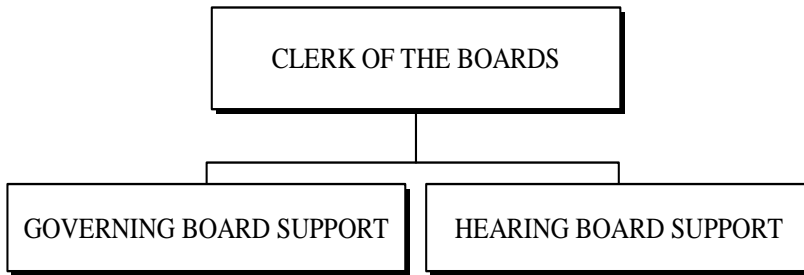 CLERK OF THE BOARDS
GOVERNING BOARD SUPPORT
HEARING BOARD SUPPORT